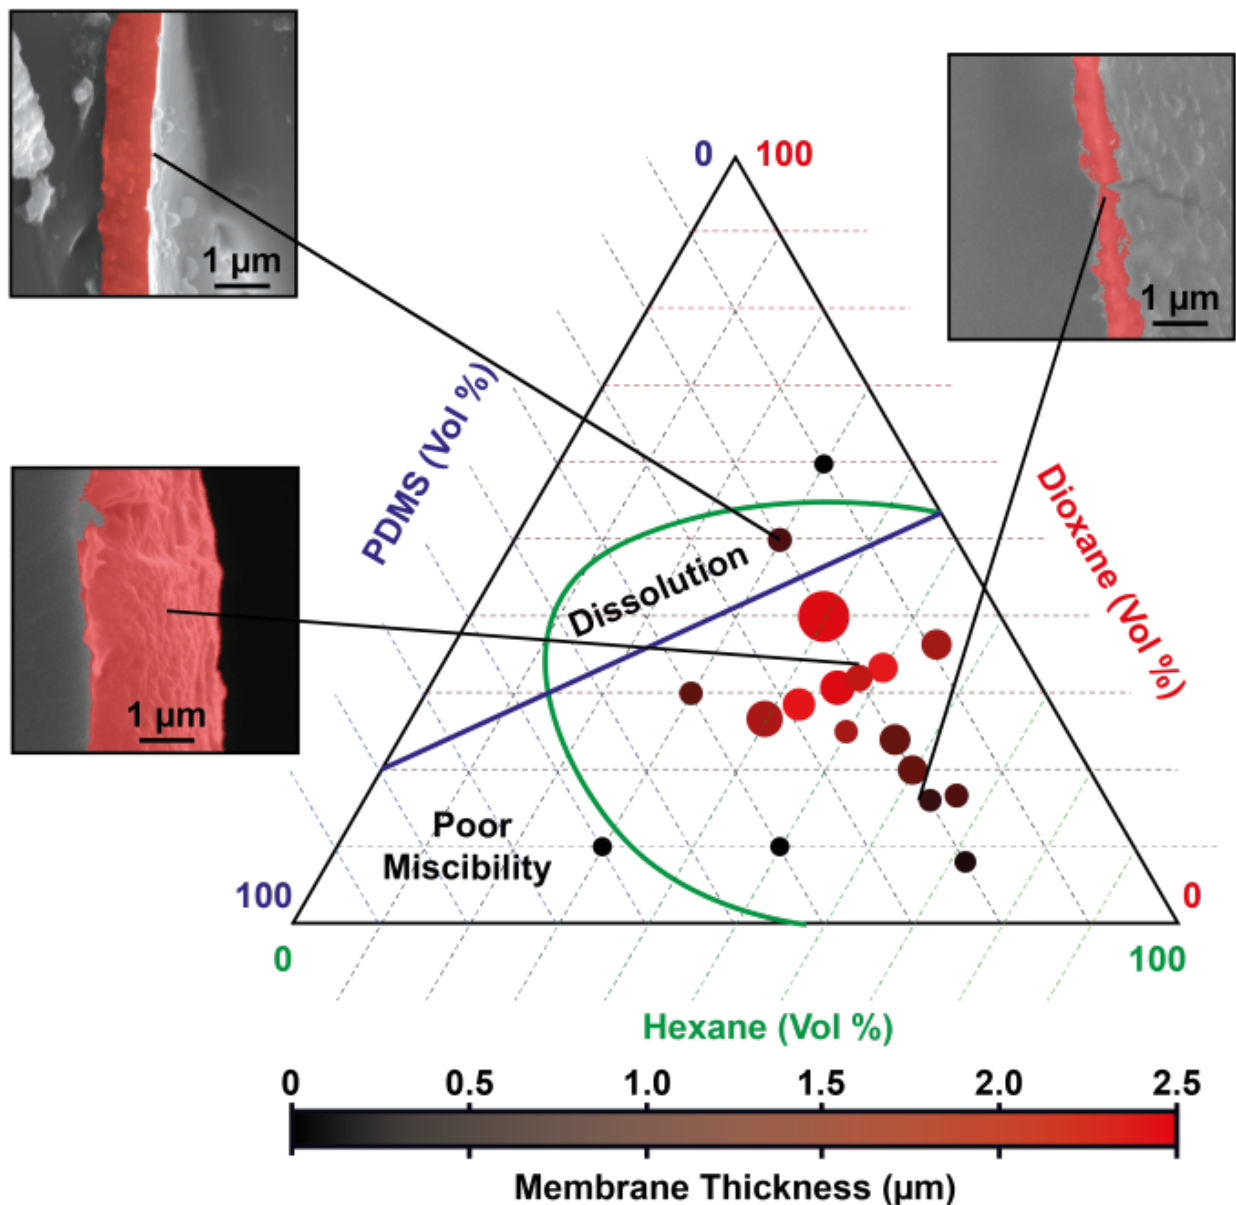 0 100
1 µm
1 µm
PDMS (Vol %)
Dioxane (Vol %)
Dissolution
1 µm
Poor
Miscibility
100
0
0
100
Hexane (Vol %)
0 0.5 1.0 1.5 2.0 2.5
Membrane Thickness (µm)